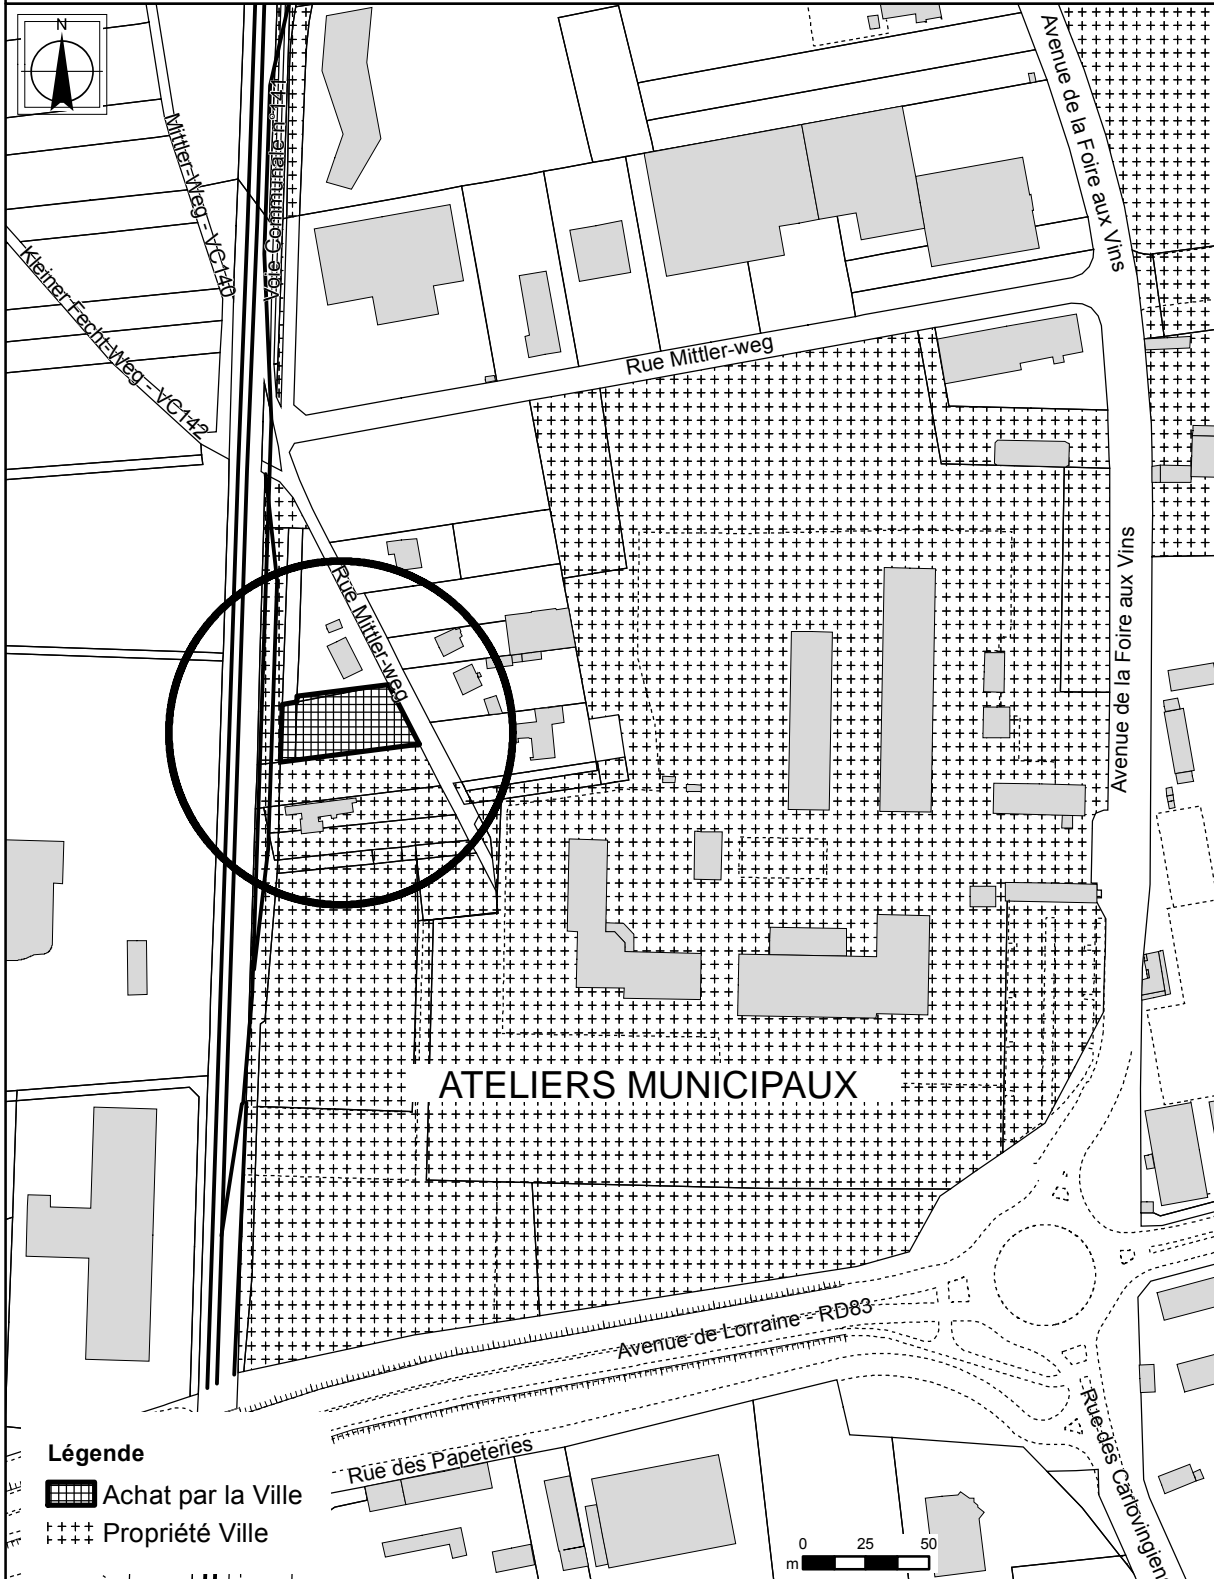 N
Avenue de la Foire aux Vins
Mittler-Weg - VC140
Voie Communale n°141
Kleiner Fecht-Weg - VC142
Rue Mittler-weg
Rue Mittler-weg
Avenue de la Foire aux Vins
ATELIERS MUNICIPAUX
Avenue de Lorraine - RD83
Rue des Papeteries
Rue des Carlovingien
Légende
Achat par la Ville
Propriété Ville
0 25 50
m